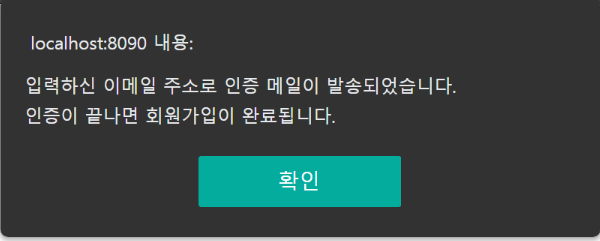 localhost:8090 내용:
입력하신 이메일 주소로 인증 메일이 발송되었습니다.
인증이 끝나면 회원가입이 완료됩니다.
확인